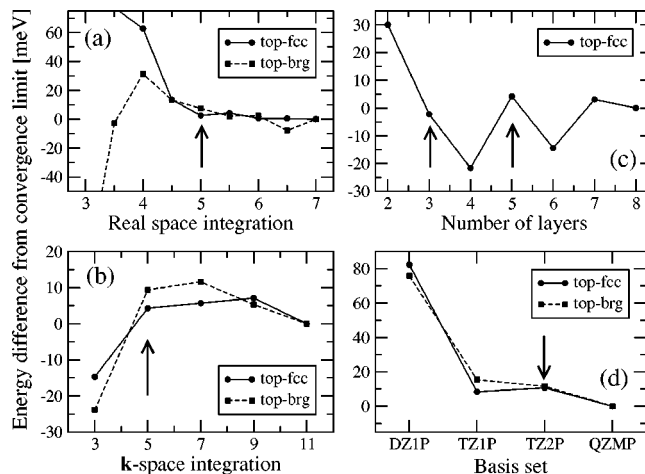 Energy difference from convergence limit [meV]
(a)
top-fcc
top-brg
60
40
20
0
-20
-40
3 4 5 6 7
Real space integration
(c)
top-fcc
30
20
10
0
-10
-20
-30
2 3 4 5 6 7 8
Number of layers
(b)
top-fcc
top-brg
20
10
0
-10
-20
-30
3 5 7 9 11
k-space integration
(d)
top-fcc
top-brg
80
60
40
20
0
DZ1P TZ1P TZ2P QZMP
Basis set